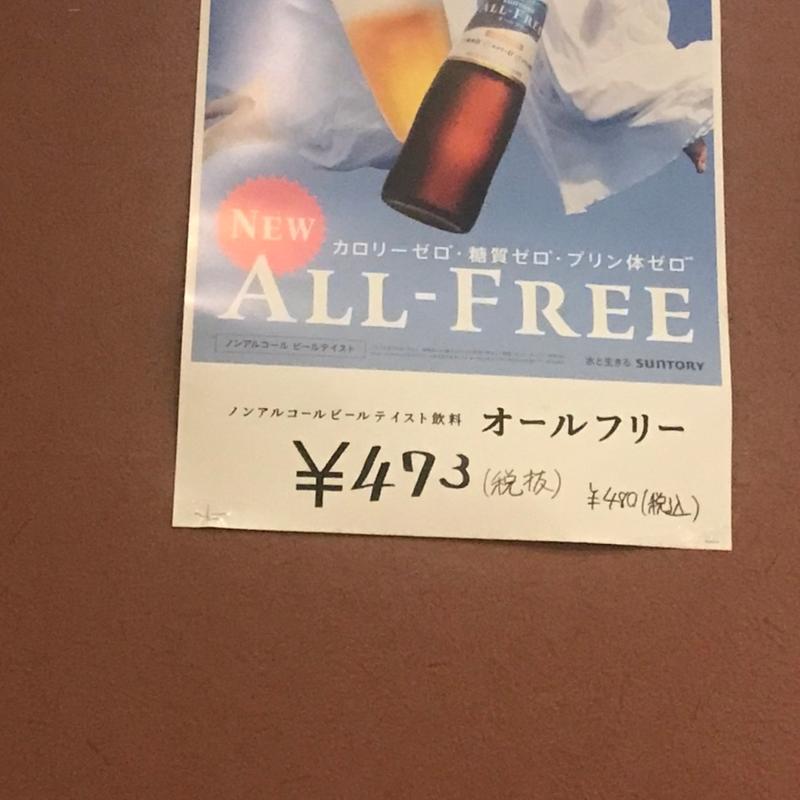 ALL-FREE
NEW
カロリーゼロ・糖質ゼロ・プリン体ゼロ
ALL-FREE
ノンアルコール ビールテイスト
水と生きる SUNTORY
ノンアルコールビールテイスト飲料 オールフリー
¥473(税抜) ¥480(税込)